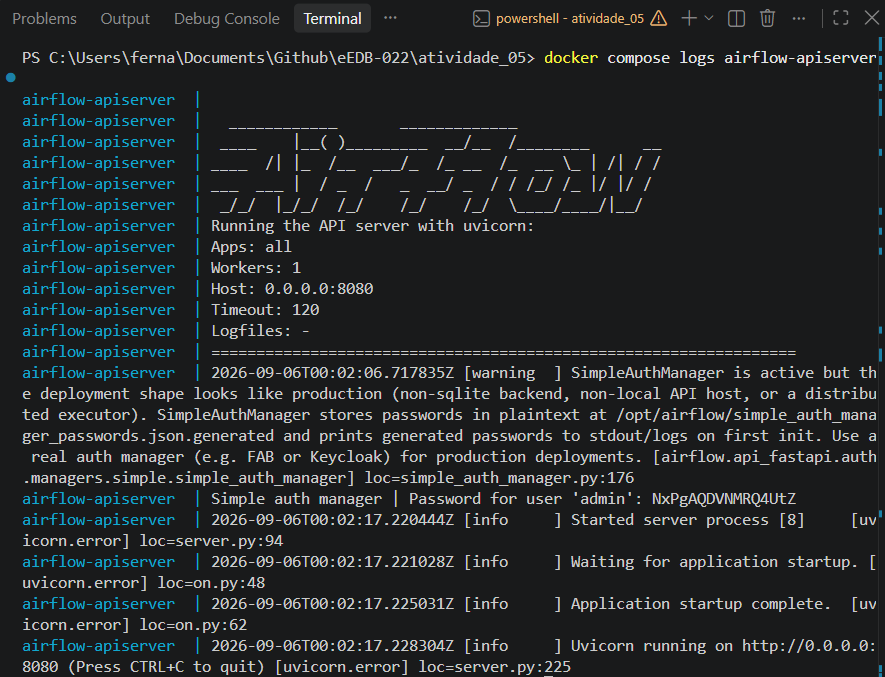 Problems Output Debug Console Terminal ··· powershell - atividade_05
PS C:\Users\ferna\Documents\Github\eEDB-022\atividade_05> docker compose logs airflow-apiserver
airflow-apiserver |
airflow-apiserver |   ____________       _____________
airflow-apiserver |  ____    |__( )_________  __/__  /________      __
airflow-apiserver | ____  /| |_  /__  ___/_  /_ __  /_  __ \_ | /| / /
airflow-apiserver | ___  ___ |  / _  /   _  __/ _  / / /_/ /_ |/ |/ /
airflow-apiserver |  _/_/  |_/_/  /_/    /_/    /_/  \____/____/|__/
airflow-apiserver | Running the API server with uvicorn:
airflow-apiserver | Apps: all
airflow-apiserver | Workers: 1
airflow-apiserver | Host: 0.0.0.0:8080
airflow-apiserver | Timeout: 120
airflow-apiserver | Logfiles: -
airflow-apiserver | =================================================================
airflow-apiserver | 2026-09-06T00:02:06.717835Z [warning  ] SimpleAuthManager is active but th
e deployment shape looks like production (non-sqlite backend, non-local API host, or a distribu
ted executor). SimpleAuthManager stores passwords in plaintext at /opt/airflow/simple_auth_mana
ger_passwords.json.generated and prints generated passwords to stdout/logs on first init. Use a
 real auth manager (e.g. FAB or Keycloak) for production deployments. [airflow.api_fastapi.auth
.managers.simple.simple_auth_manager] loc=simple_auth_manager.py:176
airflow-apiserver | Simple auth manager | Password for user 'admin': NxPgAQDVNMRQ4UtZ
airflow-apiserver | 2026-09-06T00:02:17.220444Z [info     ] Started server process [8]     [uv
icorn.error] loc=server.py:94
airflow-apiserver | 2026-09-06T00:02:17.221028Z [info     ] Waiting for application startup. [
uvicorn.error] loc=on.py:48
airflow-apiserver | 2026-09-06T00:02:17.225031Z [info     ] Application startup complete.  [uv
icorn.error] loc=on.py:62
airflow-apiserver | 2026-09-06T00:02:17.228304Z [info     ] Uvicorn running on http://0.0.0.0:
8080 (Press CTRL+C to quit) [uvicorn.error] loc=server.py:225